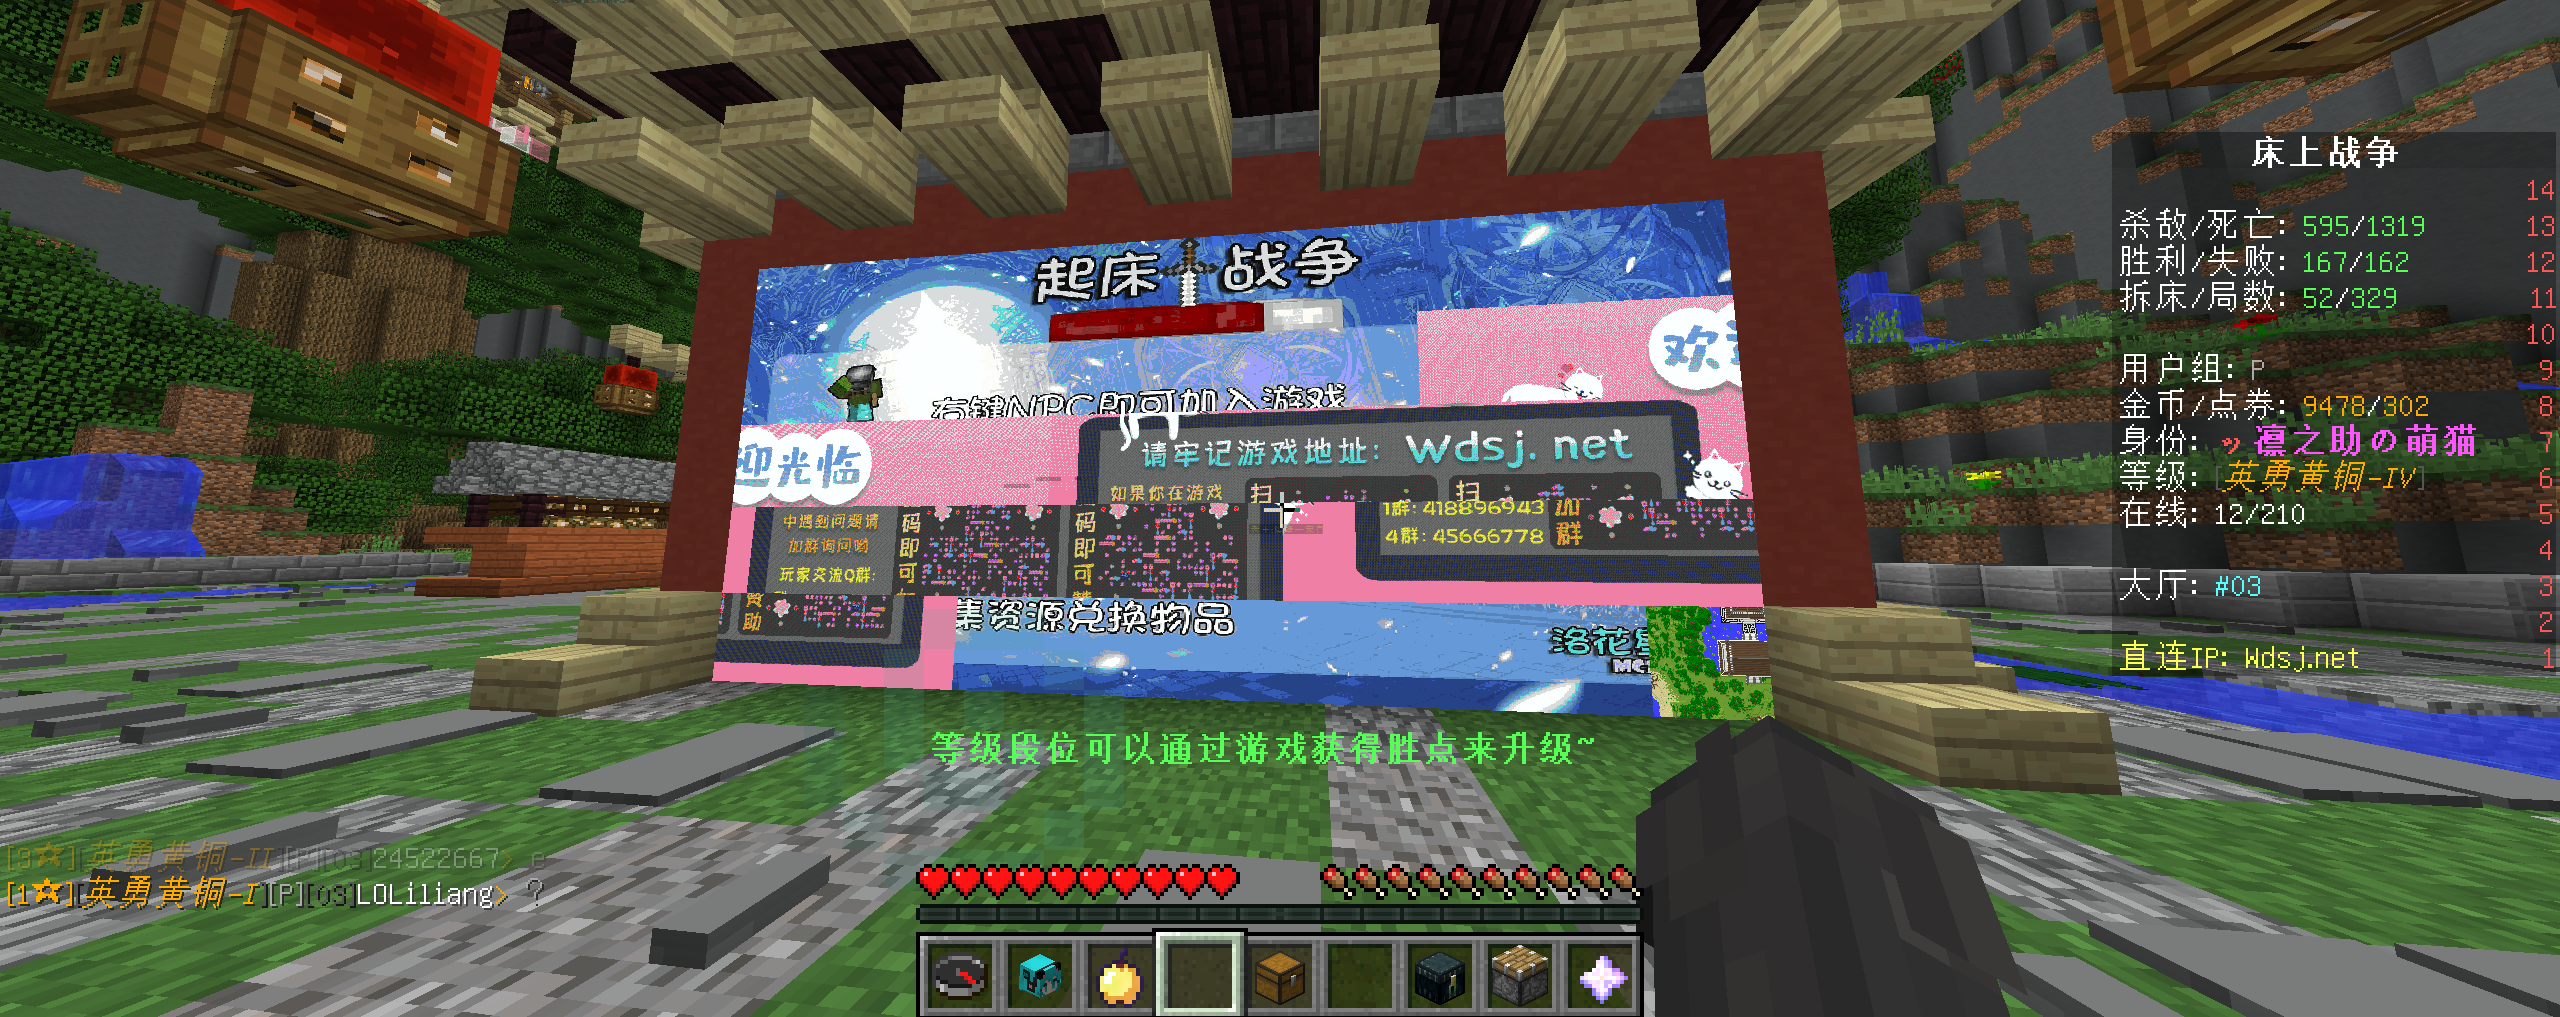 起床战争
右键NPC即可加入游戏
欢
迎光临
请牢记游戏地址: Wdsj.net
如果你在游戏
扫
扫
中遇到问题请
加群询问哟
玩家交流Q群:
码即可
码即可
1群: 418896943
4群: 45666778
加群
助
集资源兑换物品
洛花
MC
等级段位可以通过游戏获得胜点来升级~
[3★][英勇黄铜-II][P][03]24522667> e
[1★][英勇黄铜-I][P][03]LOLiliang> ?
床上战争
14
杀敌/死亡: 595/1319 13
胜利/失败: 167/162 12
拆床/局数: 52/329 11
10
用户组: P 9
金币/点券: 9478/302 8
身份: ッ凛之助の萌猫 7
等级: [英勇黄铜-IV] 6
在线: 12/210 5
4
大厅: #03 3
2
直连IP: Wdsj.net 1